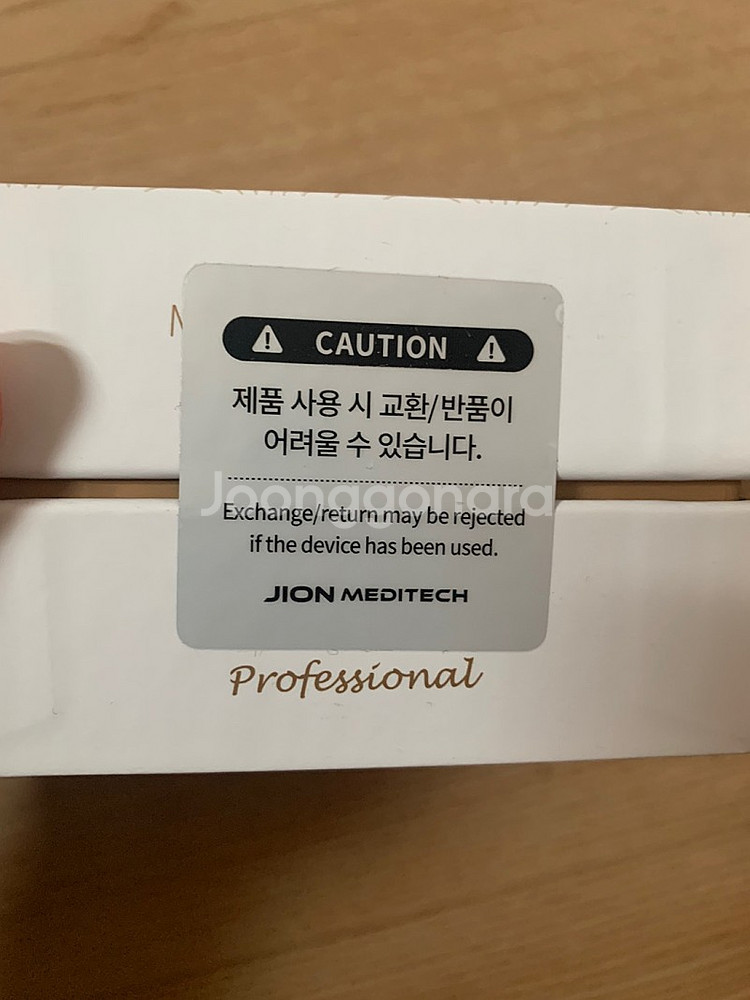 CAUTION
제품 사용 시 교환/반품이
어려울 수 있습니다.
Joonggonara
Exchange/return may be rejected
if the device has been used.
JION MEDITECH
Professional